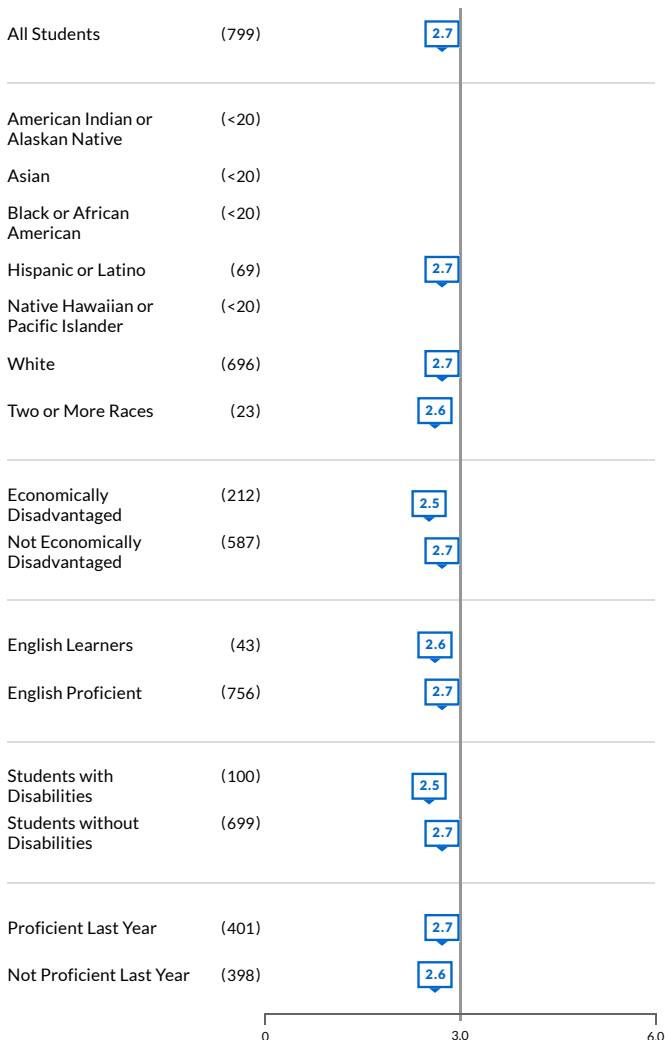 All Students (799) 2.7
American Indian or (<20)
Alaskan Native
Asian (<20)
Black or African (<20)
American
Hispanic or Latino (69) 2.7
Native Hawaiian or (<20)
Pacific Islander
White (696) 2.7
Two or More Races (23) 2.6
Economically (212) 2.5
Disadvantaged
Not Economically (587) 2.7
Disadvantaged
English Learners (43) 2.6
English Proficient (756) 2.7
Students with (100) 2.5
Disabilities
Students without (699) 2.7
Disabilities
Proficient Last Year (401) 2.7
Not Proficient Last Year (398) 2.6
0 3.0 6.0